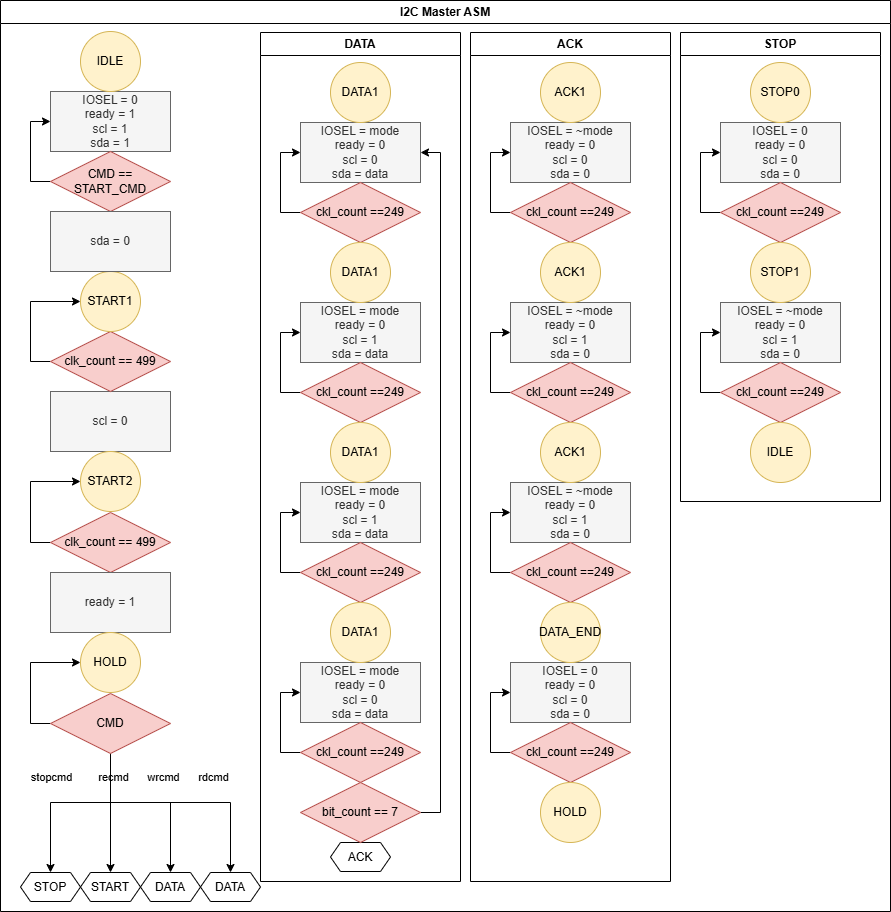 I2C Master ASM
IDLE
IOSEL = 0
ready = 1
scl = 1
sda = 1
CMD ==
START_CMD
sda = 0
START1
clk_count == 499
scl = 0
START2
clk_count == 499
ready = 1
HOLD
CMD
stopcmd
recmd
wrcmd
rdcmd
STOP
START
DATA
DATA
DATA
DATA1
IOSEL = mode
ready = 0
scl = 0
sda = data
ckl_count ==249
DATA1
IOSEL = mode
ready = 0
scl = 1
sda = data
ckl_count ==249
DATA1
IOSEL = mode
ready = 0
scl = 1
sda = data
ckl_count ==249
DATA1
IOSEL = mode
ready = 0
scl = 0
sda = data
ckl_count ==249
bit_count == 7
ACK
ACK
ACK1
IOSEL = ~mode
ready = 0
scl = 0
sda = 0
ckl_count ==249
ACK1
IOSEL = ~mode
ready = 0
scl = 1
sda = 0
ckl_count ==249
ACK1
IOSEL = ~mode
ready = 0
scl = 1
sda = 0
ckl_count ==249
DATA_END
IOSEL = 0
ready = 0
scl = 0
sda = 0
ckl_count ==249
HOLD
STOP
STOP0
IOSEL = 0
ready = 0
scl = 0
sda = 0
ckl_count ==249
STOP1
IOSEL = ~mode
ready = 0
scl = 1
sda = 0
ckl_count ==249
IDLE